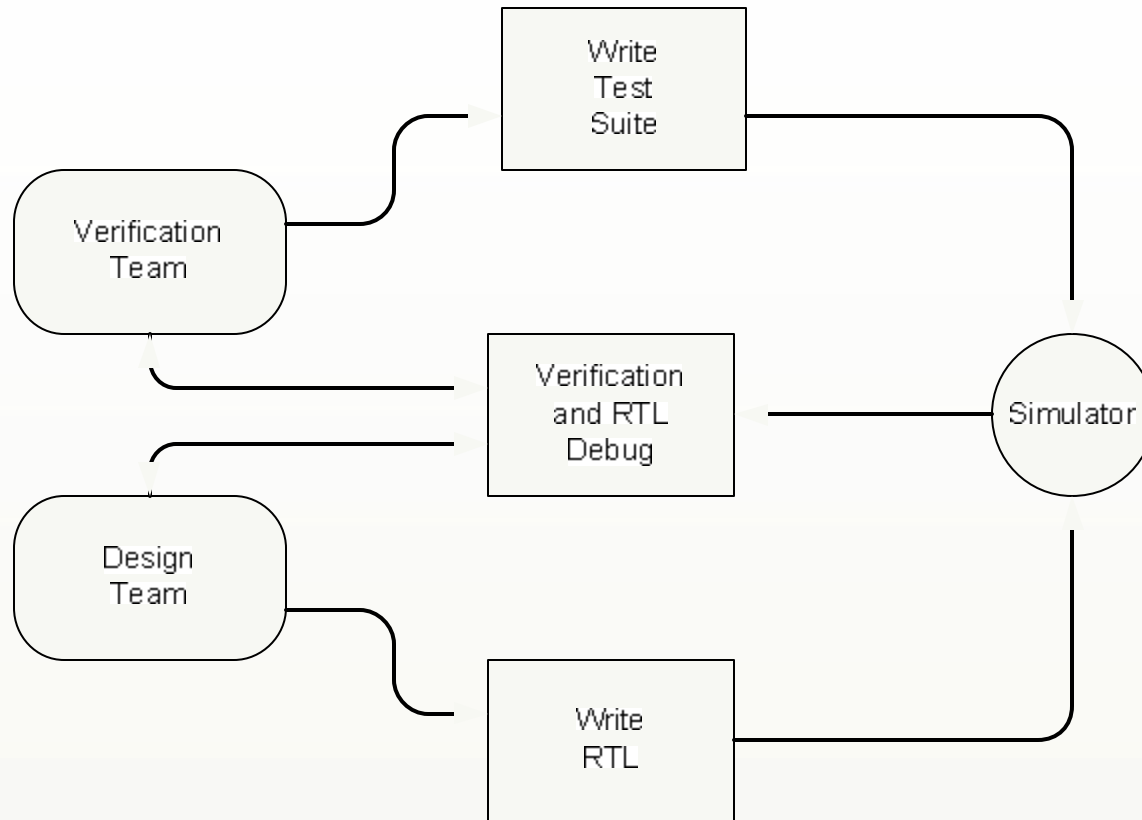 Write
Test
Suite
Verification
Team
Verification
and RTL
Debug
Simulator
Design
Team
Write
RTL